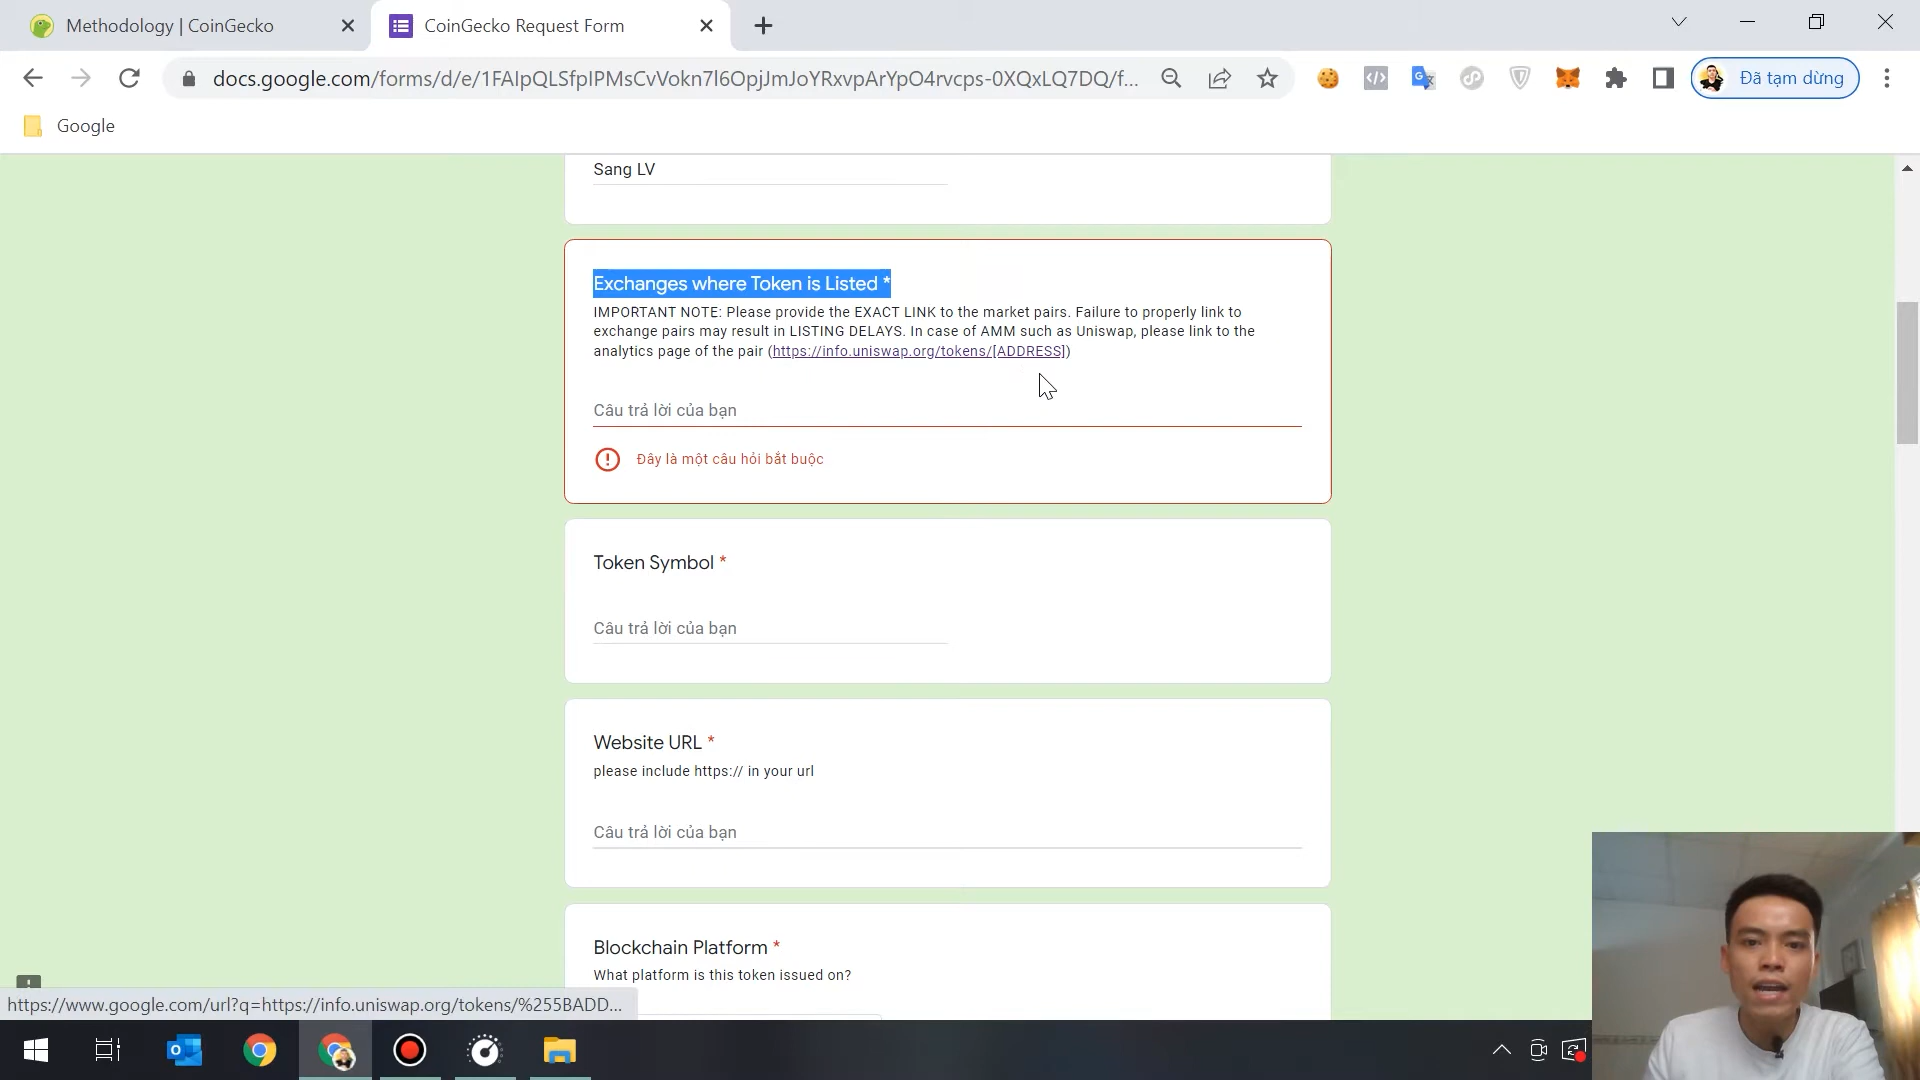 Methodology | CoinGecko
CoinGecko Request Form
docs.google.com/forms/d/e/1FAIpQLSfpIPMsCvVokn7l6OpjJmJoYRxvpArYpO4rvcps-0XQxLQ7DQ/f...
Đã tạm dừng
Google
Sang LV
Exchanges where Token is Listed *
IMPORTANT NOTE: Please provide the EXACT LINK to the market pairs. Failure to properly link to
exchange pairs may result in LISTING DELAYS. In case of AMM such as Uniswap, please link to the
analytics page of the pair (https://info.uniswap.org/tokens/[ADDRESS])
Câu trả lời của bạn
Đây là một câu hỏi bắt buộc
Token Symbol *
Câu trả lời của bạn
Website URL *
please include https:// in your url
Câu trả lời của bạn
Blockchain Platform *
What platform is this token issued on?
https://www.google.com/url?q=https://info.uniswap.org/tokens/%255BADD...